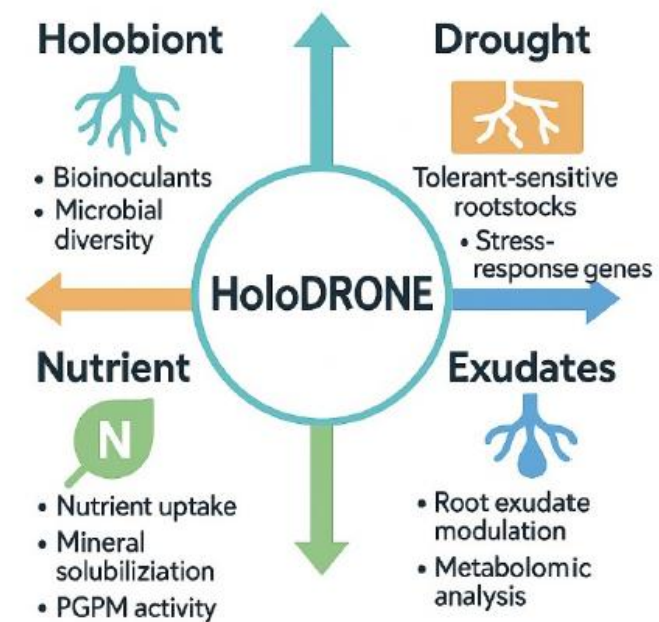 Holobiont
• Bioinoculants
• Microbial
diversity
Drought
Tolerant-sensitive
rootstocks
• Stress-
response genes
HoloDRONE
Nutrient
N
• Nutrient uptake
• Mineral
solubiliziation
• PGPM activity
Exudates
• Root exudate
modulation
• Metabolomic
analysis